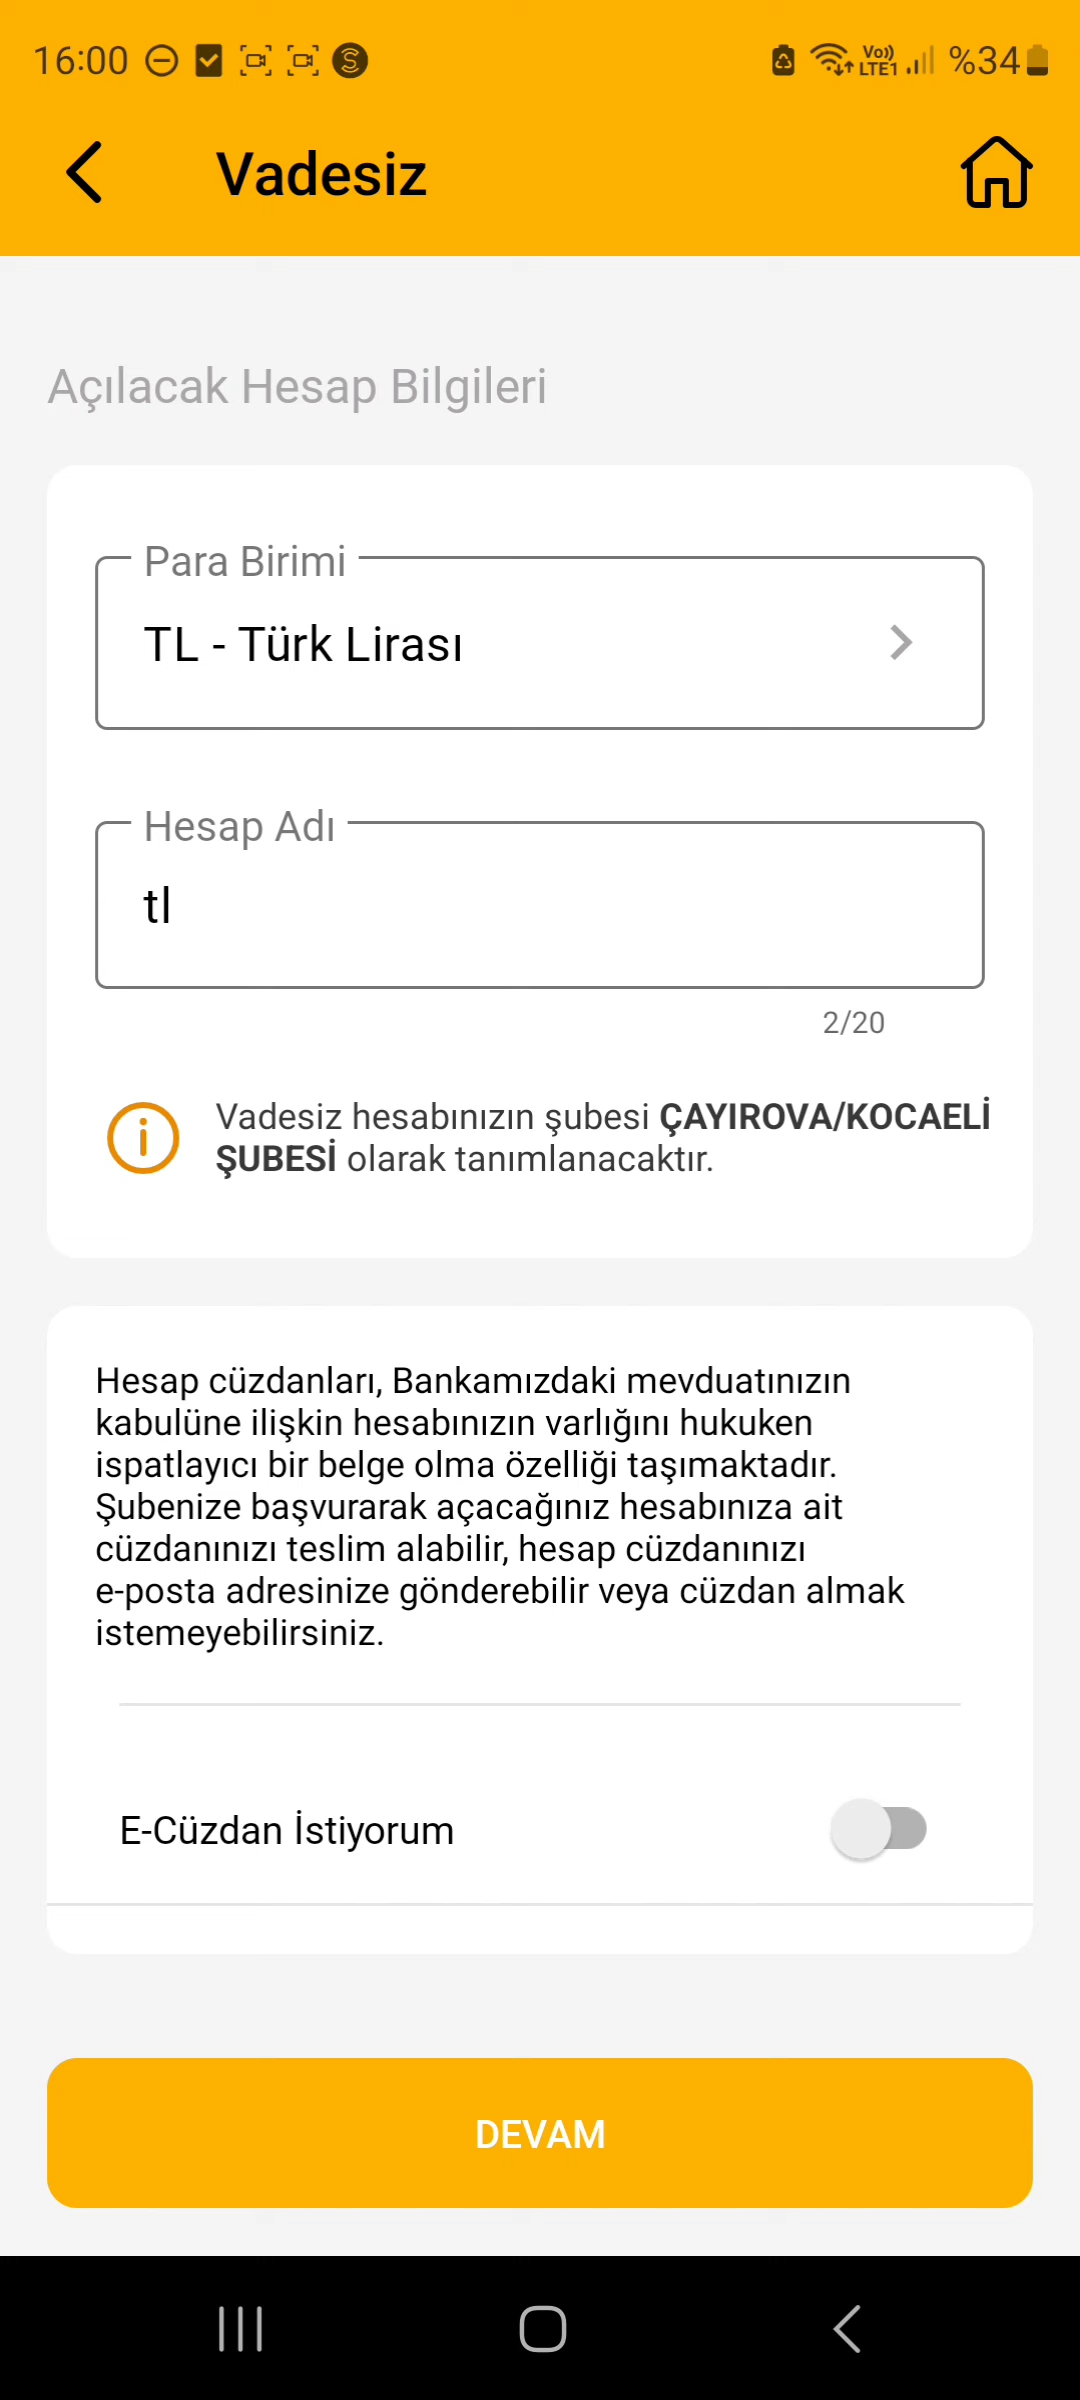 16:00
Vo)) LTE1 %34
Vadesiz
Açılacak Hesap Bilgileri
Para Birimi
TL - Türk Lirası
Hesap Adı
tl
2/20
Vadesiz hesabınızın şubesi ÇAYIROVA/KOCAELİ
ŞUBESİ olarak tanımlanacaktır.
Hesap cüzdanları, Bankamızdaki mevduatınızın
kabulüne ilişkin hesabınızın varlığını hukuken
ispatlayıcı bir belge olma özelliği taşımaktadır.
Şubenize başvurarak açacağınız hesabınıza ait
cüzdanınızı teslim alabilir, hesap cüzdanınızı
e-posta adresinize gönderebilir veya cüzdan almak
istemeyebilirsiniz.
E-Cüzdan İstiyorum
DEVAM